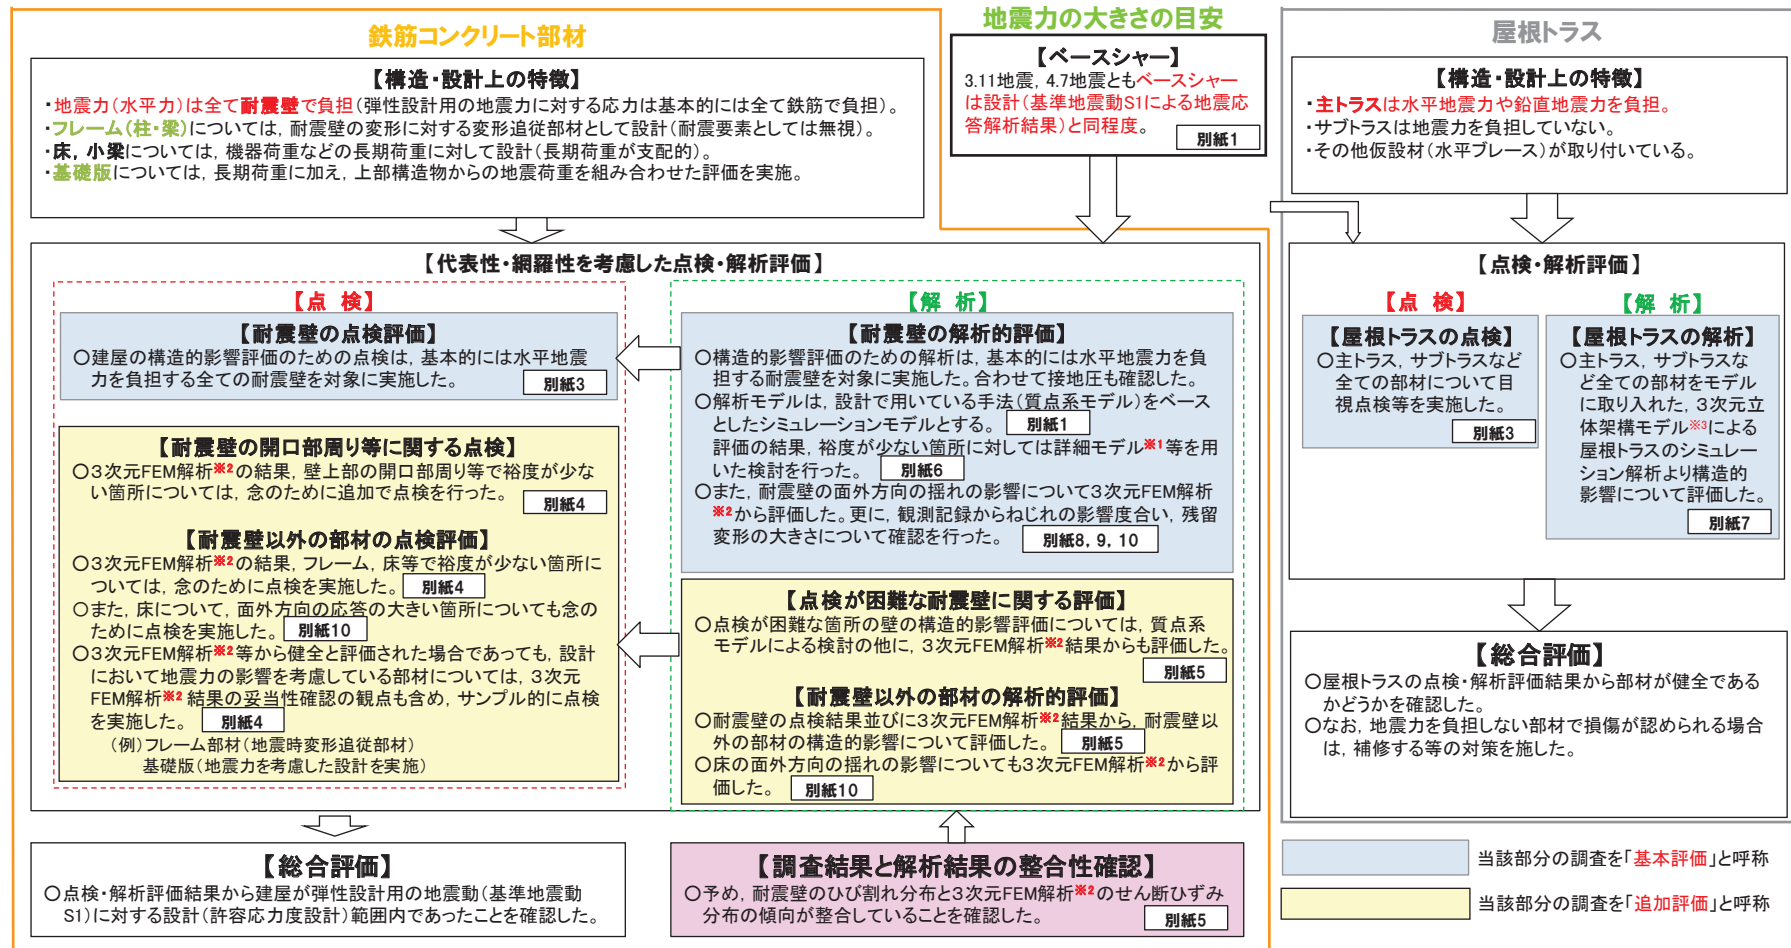 鉄筋コンクリート部材
【構造・設計上の特徴】
・地震力(水平力)は全て耐震壁で負担(弾性設計用の地震力に対する応力は基本的には全て鉄筋で負担)。
・フレーム(柱・梁)については, 耐震壁の変形に対する変形追従部材として設計(耐震要素としては無視)。
・床, 小梁については, 機器荷重などの長期荷重に対して設計(長期荷重が支配的)。
・基礎版については, 長期荷重に加え, 上部構造物からの地震荷重を組み合わせた評価を実施。
地震力の大きさの目安
【ベースシャー】
3.11地震, 4.7地震ともベースシャー
は設計(基準地震動S1による地震応
答解析結果)と同程度。
別紙1
屋根トラス
【構造・設計上の特徴】
・主トラスは水平地震力や鉛直地震力を負担。
・サブトラスは地震力を負担していない。
・その他仮設材(水平ブレース)が取り付いている。
【代表性・網羅性を考慮した点検・解析評価】
【点 検】
【耐震壁の点検評価】
○建屋の構造的影響評価のための点検は, 基本的には水平地震
力を負担する全ての耐震壁を対象に実施した。
別紙3
【耐震壁の開口部周り等に関する点検】
○3次元FEM解析※2の結果, 壁上部の開口部周り等で裕度が少な
い箇所については, 念のために追加で点検を行った。
別紙4
【耐震壁以外の部材の点検評価】
○3次元FEM解析※2の結果, フレーム, 床等で裕度が少ない箇所に
ついては, 念のために点検を実施した。 別紙4
○また, 床について, 面外方向の応答の大きい箇所についても念の
ために点検を実施した。 別紙10
○3次元FEM解析※2等から健全と評価された場合であっても, 設計
において地震力の影響を考慮している部材については, 3次元
FEM解析※2 結果の妥当性確認の観点も含め, サンプル的に点検
を実施した。 別紙4
(例)フレーム部材(地震時変形追従部材)
基礎版(地震力を考慮した設計を実施)
【解 析】
【耐震壁の解析的評価】
○構造的影響評価のための解析は, 基本的には水平地震力を負
担する耐震壁を対象に実施した。合わせて接地圧も確認した。
○解析モデルは, 設計で用いている手法(質点系モデル)をベース
としたシミュレーションモデルとする。 別紙1
評価の結果, 裕度が少ない箇所に対しては詳細モデル※1等を用
いた検討を行った。 別紙6
○また, 耐震壁の面外方向の揺れの影響について3次元FEM解析
※2から評価した。更に, 観測記録からねじれの影響度合い, 残留
変形の大きさについて確認を行った。 別紙8, 9, 10
【点検が困難な耐震壁に関する評価】
○点検が困難な箇所の壁の構造的影響評価については, 質点系
モデルによる検討の他に, 3次元FEM解析※2結果からも評価した。
別紙5
【耐震壁以外の部材の解析的評価】
○耐震壁の点検結果並びに3次元FEM解析※2結果から, 耐震壁以
外の部材の構造的影響について評価した。 別紙5
○床の面外方向の揺れの影響についても3次元FEM解析※2から評
価した。 別紙10
【点検・解析評価】
【点 検】
【屋根トラスの点検】
○主トラス, サブトラスなど
全ての部材について目
視点検等を実施した。
別紙3
【解 析】
【屋根トラスの解析】
○主トラス, サブトラスな
ど全ての部材をモデル
に取り入れた, 3次元立
体架構モデル※3による
屋根トラスのシミュレー
ション解析より構造的
影響について評価した。
別紙7
【総合評価】
○屋根トラスの点検・解析評価結果から部材が健全である
かどうかを確認した。
○なお, 地震力を負担しない部材で損傷が認められる場合
は, 補修する等の対策を施した。
【総合評価】
○点検・解析評価結果から建屋が弾性設計用の地震動(基準地震動
S1)に対する設計(許容応力度設計)範囲内であったことを確認した。
【調査結果と解析結果の整合性確認】
○予め, 耐震壁のひび割れ分布と3次元FEM解析※2のせん断ひずみ
分布の傾向が整合していることを確認した。 別紙5
当該部分の調査を「基本評価」と呼称
当該部分の調査を「追加評価」と呼称